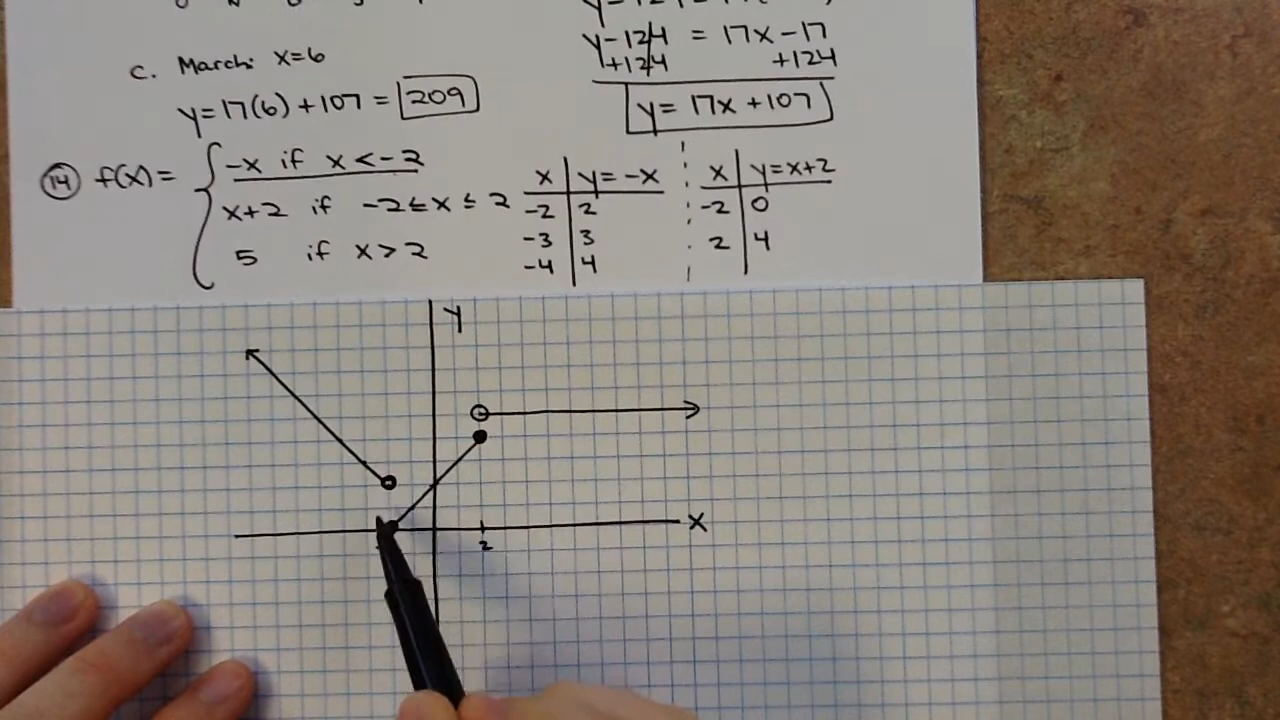 y-124 = 17x-17
+124 +124
c. March: x=6
y=17(6)+107 = 209
y= 17x +107
14 f(x)= { -x if x<-2
x+2 if -2≤x≤2
5 if x>2
x | y=-x
-2 | 2
-3 | 3
-4 | 4
x | y=x+2
-2 | 0
2 | 4
y
x
2